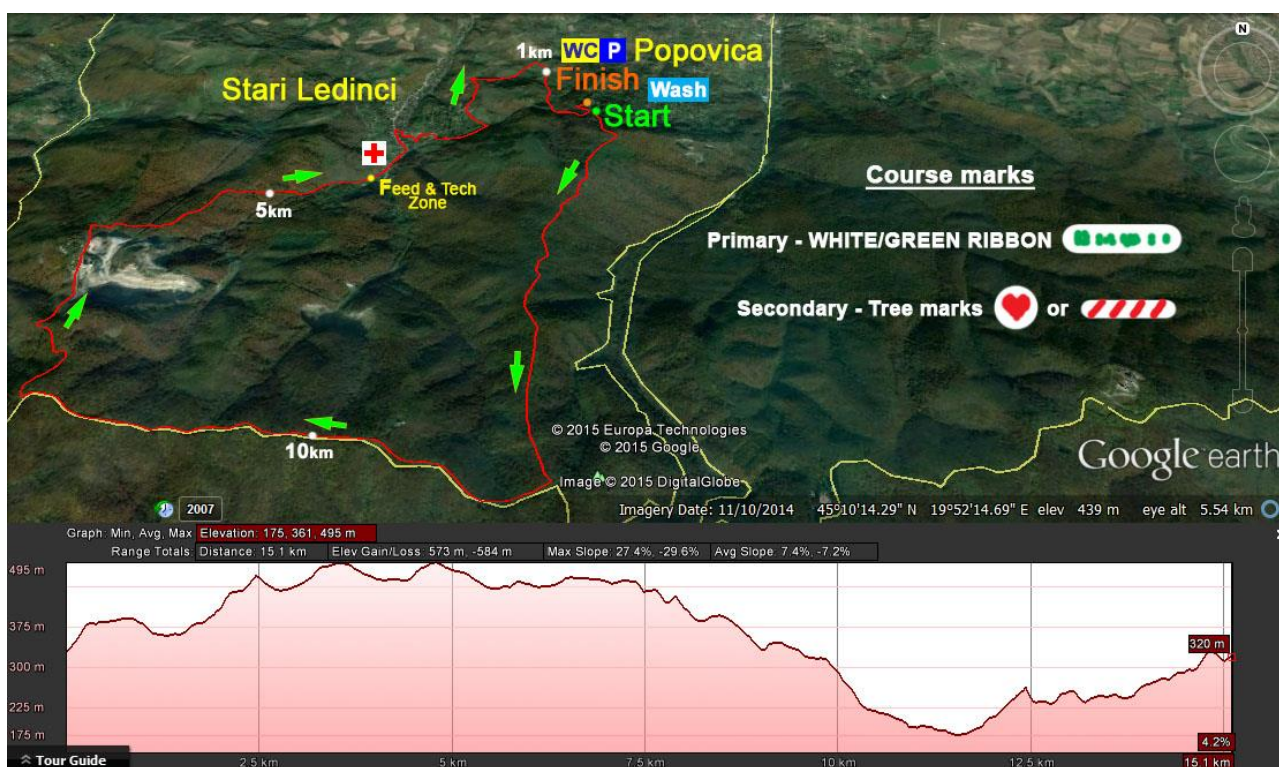 N
1km WC P Popovica
Finish Wash
Start
Stari Ledinci
Feed & Tech
Zone
5km
Course marks
Primary - WHITE/GREEN RIBBON
Secondary - Tree marks or
10km
© 2015 Europa Technologies
© 2015 Google
Image © 2015 DigitalGlobe
Google earth
2007
Imagery Date: 11/10/2014 45°10'14.29" N 19°52'14.69" E elev 439 m eye alt 5.54 km
Graph: Min, Avg, Max Elevation: 175, 361, 495 m
Range Totals: Distance: 15.1 km Elev Gain/Loss: 573 m, -584 m Max Slope: 27.4%, -29.6% Avg Slope: 7.4%, -7.2%
495 m
375 m
300 m
225 m
175 m
320 m
4.2%
Tour Guide
2.5 km 5 km 7.5 km 10 km 12.5 km 15.1 km